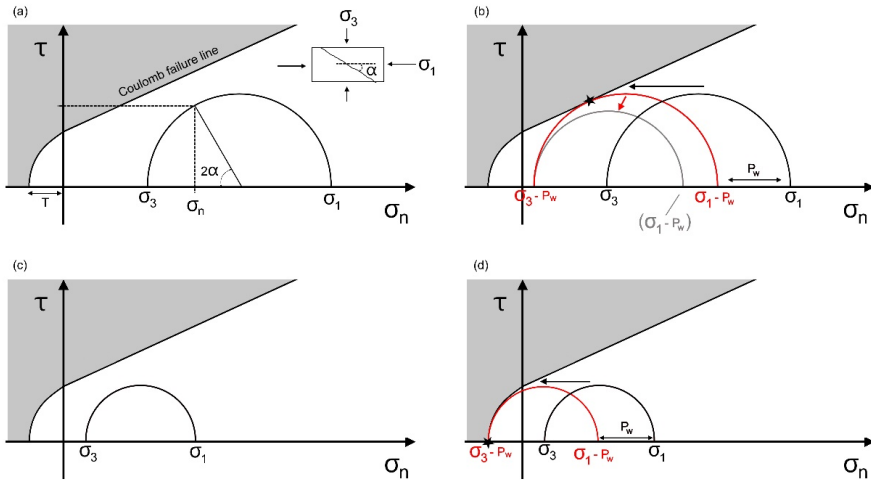 (a)
τ
Coulomb failure line
σ3
α
σ1
2α
σ3
σn
σ1
T
σn
(b)
τ
Pw
σ3 - Pw
σ3
σ1 - Pw
σ1
(σ1 - Pw)
σn
(c)
τ
σ3
σ1
σn
(d)
τ
Pw
σ3 - Pw
σ3
σ1 - Pw
σ1
σn